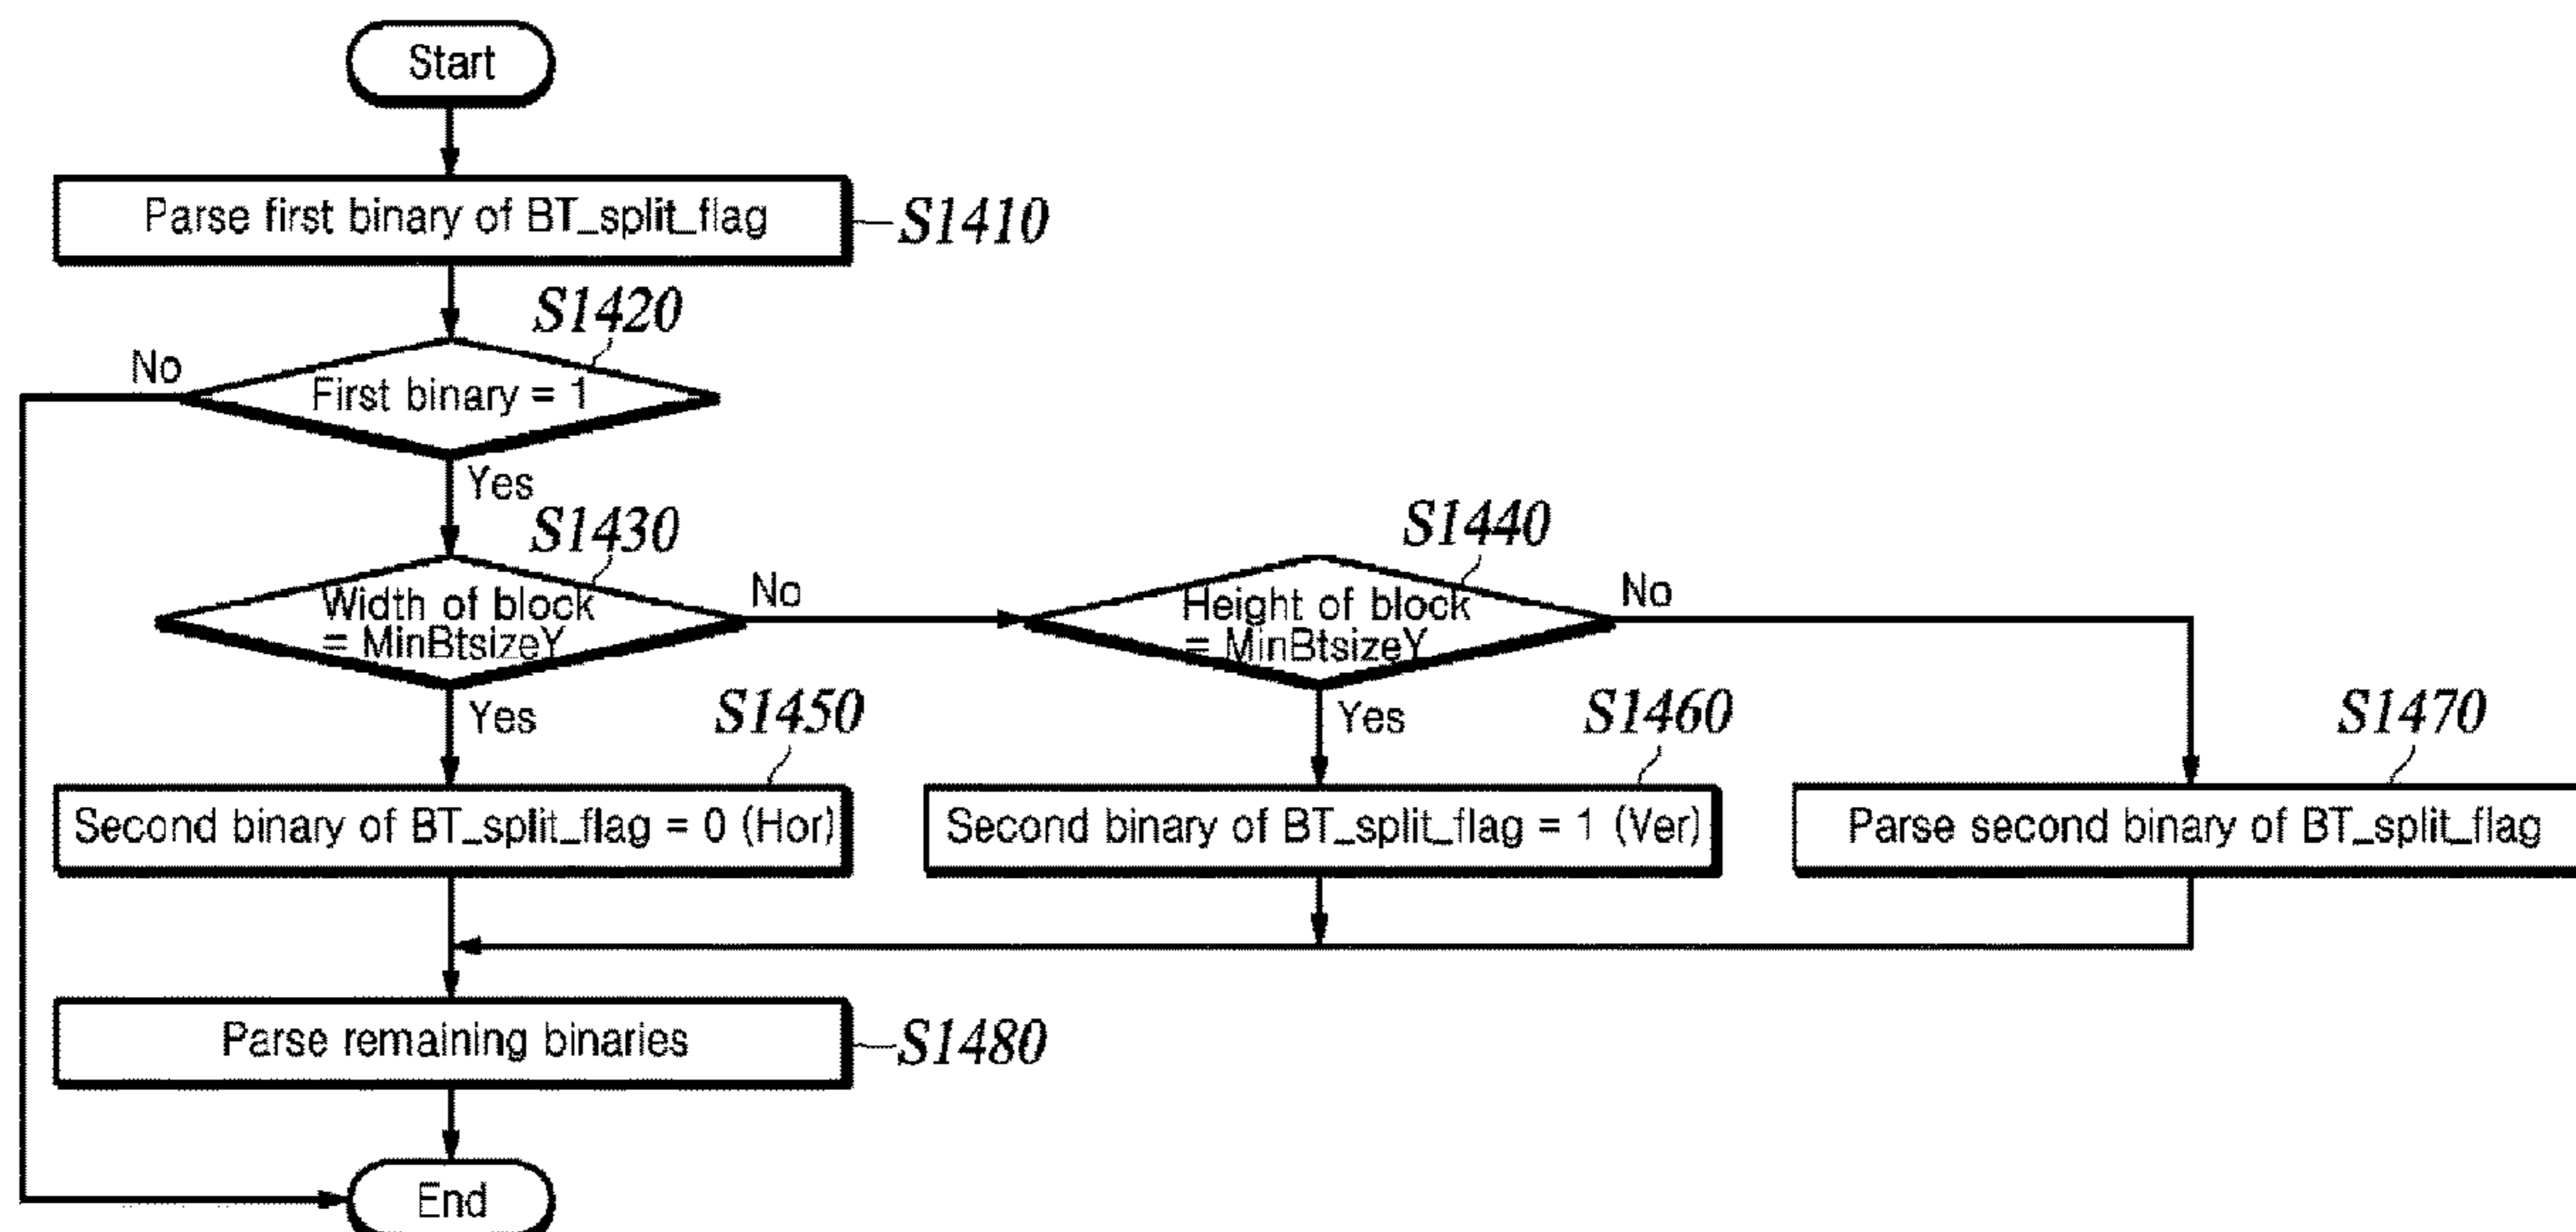 Start
Parse first binary of BT_split_flag
S1410
S1420
No
First binary = 1
Yes
S1430
S1440
Width of block
= MinBtsizeY
No
Height of block
= MinBtsizeY
No
Yes
S1450
Yes
S1460
S1470
Second binary of BT_split_flag = 0 (Hor)
Second binary of BT_split_flag = 1 (Ver)
Parse second binary of BT_split_flag
Parse remaining binaries
S1480
End